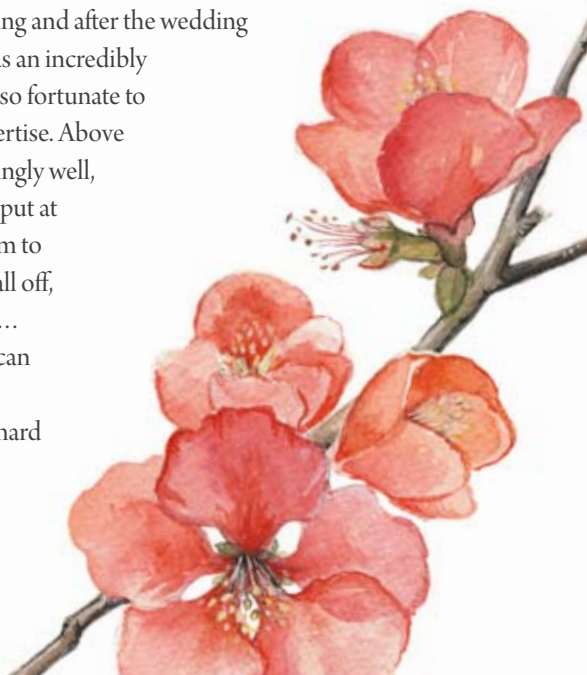 ng and after the wedding
s an incredibly
so fortunate to
ertise. Above
ngly well,
put at
m to
all off,
…
can
hard